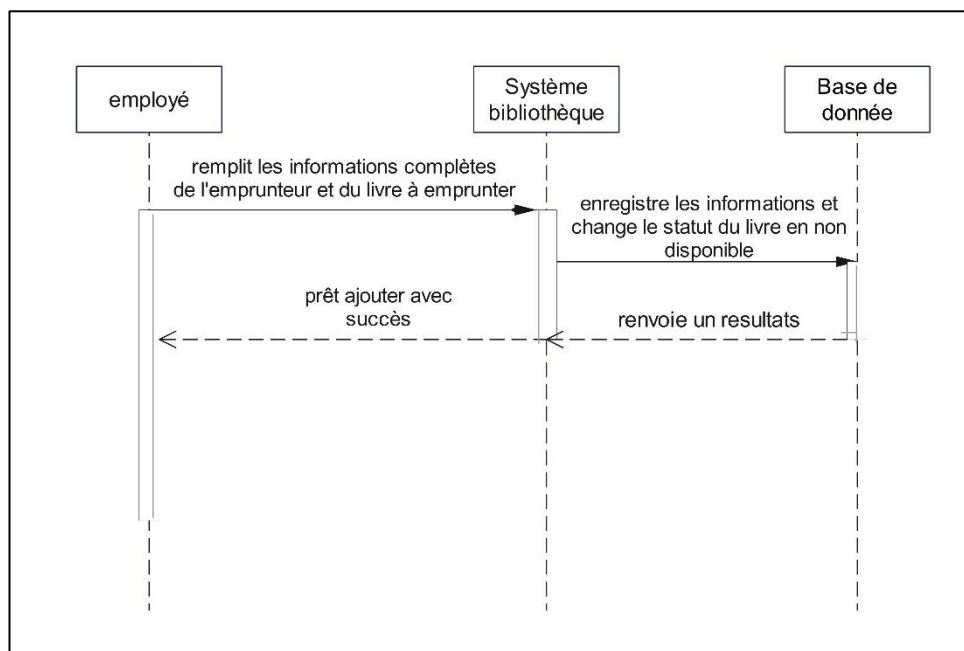 employé
Système
bibliothèque
Base de
donnée
remplit les informations complètes
de l'emprunteur et du livre à emprunter
enregistre les informations et
change le statut du livre en non
disponible
prêt ajouter avec
succès
renvoie un resultats